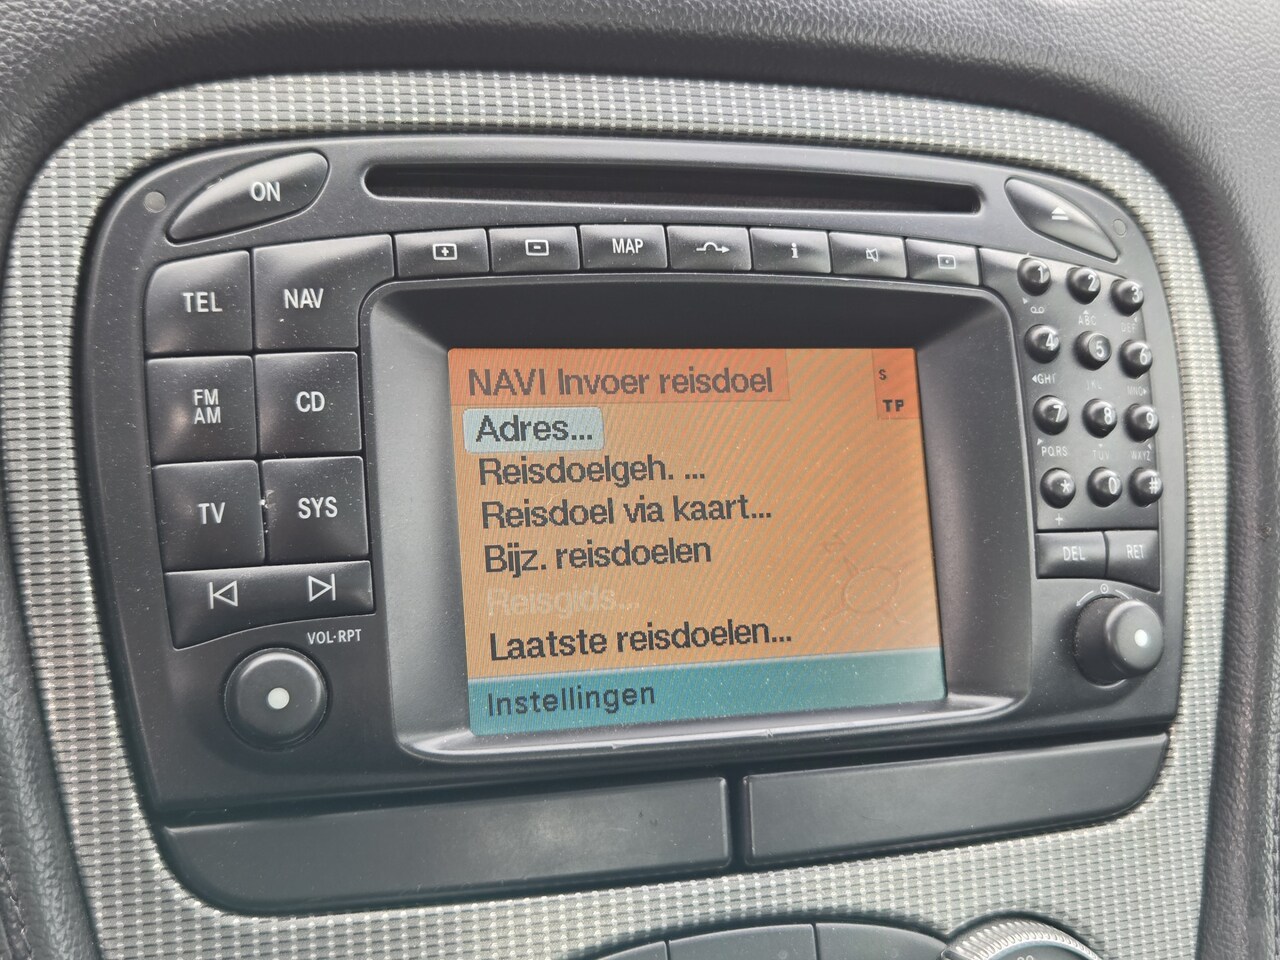 ON
MAP
i
TEL
NAV
FM
AM
CD
TV
SYS
VOL·RPT
NAVI Invoer reisdoel
S
TP
Adres...
Reisdoelgeh. ...
Reisdoel via kaart...
Bijz. reisdoelen
Reisgids...
Laatste reisdoelen...
Instellingen
1 2 3
ABC DEF
4 5 6
GHI JKL MNO
7 8 9
PQRS TUV WXYZ
* 0 #
+
DEL RET